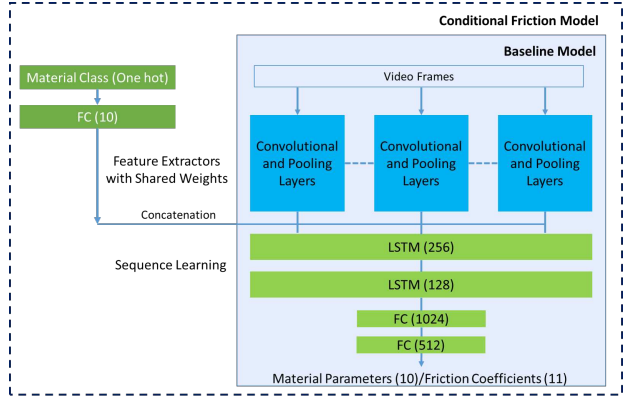 Conditional Friction Model
Baseline Model
Material Class (One hot)
FC (10)
Video Frames
Convolutional
and Pooling
Layers
Convolutional
and Pooling
Layers
Convolutional
and Pooling
Layers
Feature Extractors
with Shared Weights
Concatenation
Sequence Learning
LSTM (256)
LSTM (128)
FC (1024)
FC (512)
Material Parameters (10)/Friction Coefficients (11)